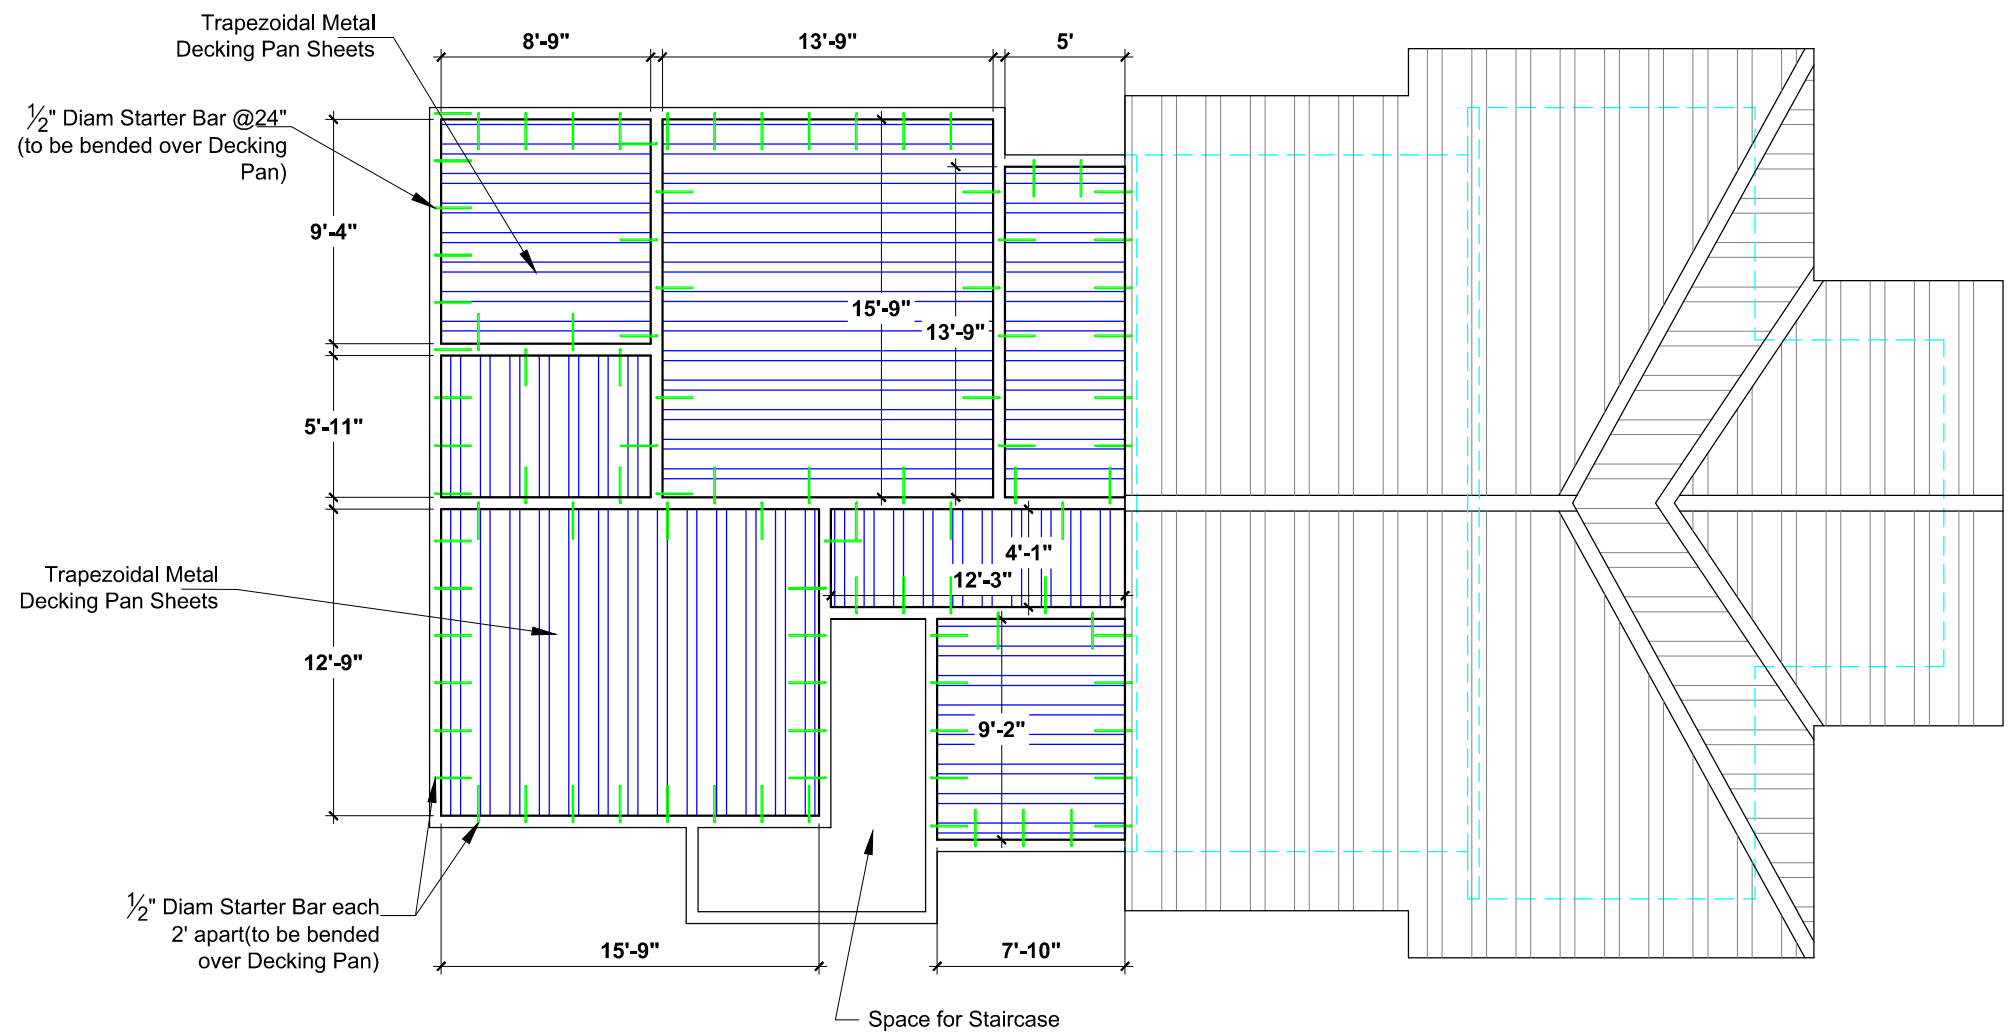 Trapezoidal Metal
Decking Pan Sheets
8'-9"
13'-9"
5'
½" Diam Starter Bar @24"
(to be bended over Decking
Pan)
9'-4"
15'-9"
13'-9"
5'-11"
4'-1"
12'-3"
Trapezoidal Metal
Decking Pan Sheets
12'-9"
9'-2"
½" Diam Starter Bar each
2' apart(to be bended
over Decking Pan)
15'-9"
7'-10"
Space for Staircase